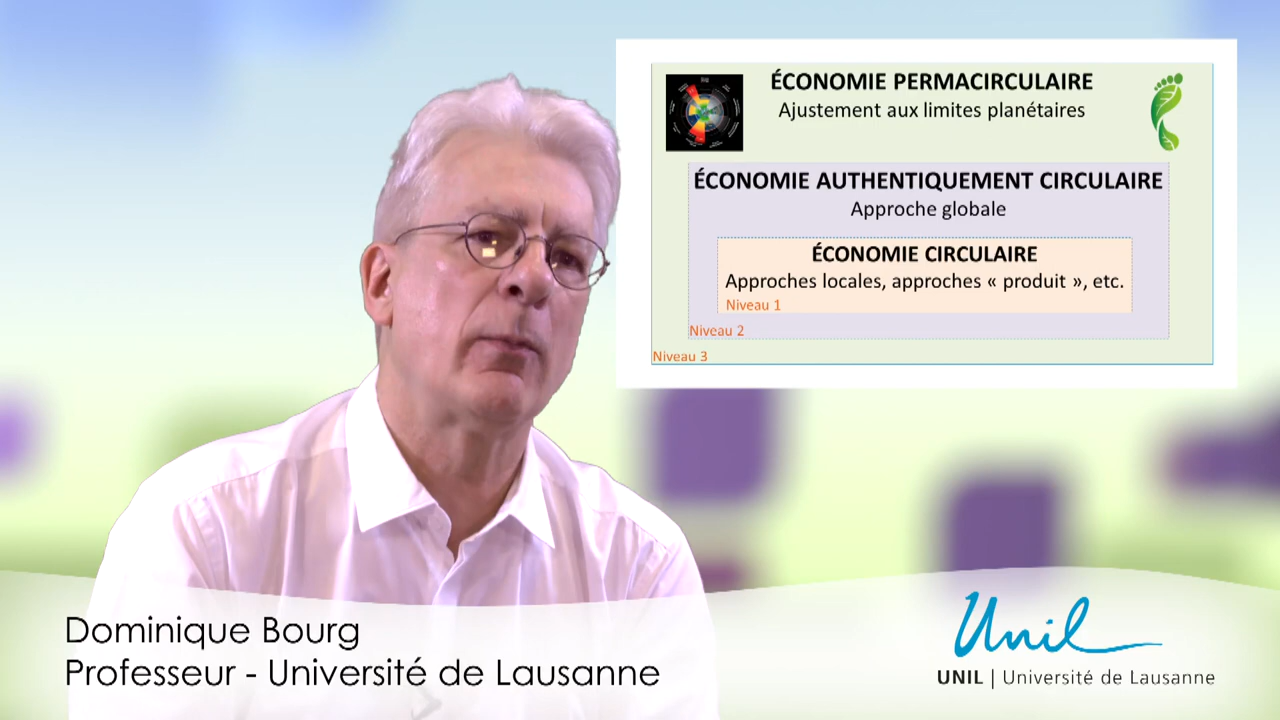 ÉCONOMIE PERMACIRCULAIRE
Ajustement aux limites planétaires
ÉCONOMIE AUTHENTIQUEMENT CIRCULAIRE
Approche globale
ÉCONOMIE CIRCULAIRE
Approches locales, approches « produit », etc.
Niveau 1
Niveau 2
Niveau 3
Dominique Bourg
Professeur - Université de Lausanne
Unil
UNIL | Université de Lausanne